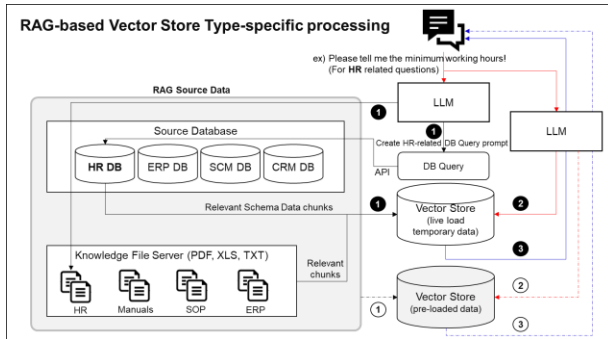 RAG-based Vector Store Type-specific processing
ex) Please tell me the minimum working hours!
(For HR related questions)
RAG Source Data
1
LLM
LLM
Source Database
1
Create HR-related DB Query prompt
HR DB
ERP DB
SCM DB
CRM DB
API
DB Query
Relevant Schema Data chunks
1
Vector Store
(live load
temporary data)
2
3
Knowledge File Server (PDF, XLS, TXT)
Relevant
chunks
HR
Manuals
SOP
ERP
1
Vector Store
(pre-loaded data)
2
3